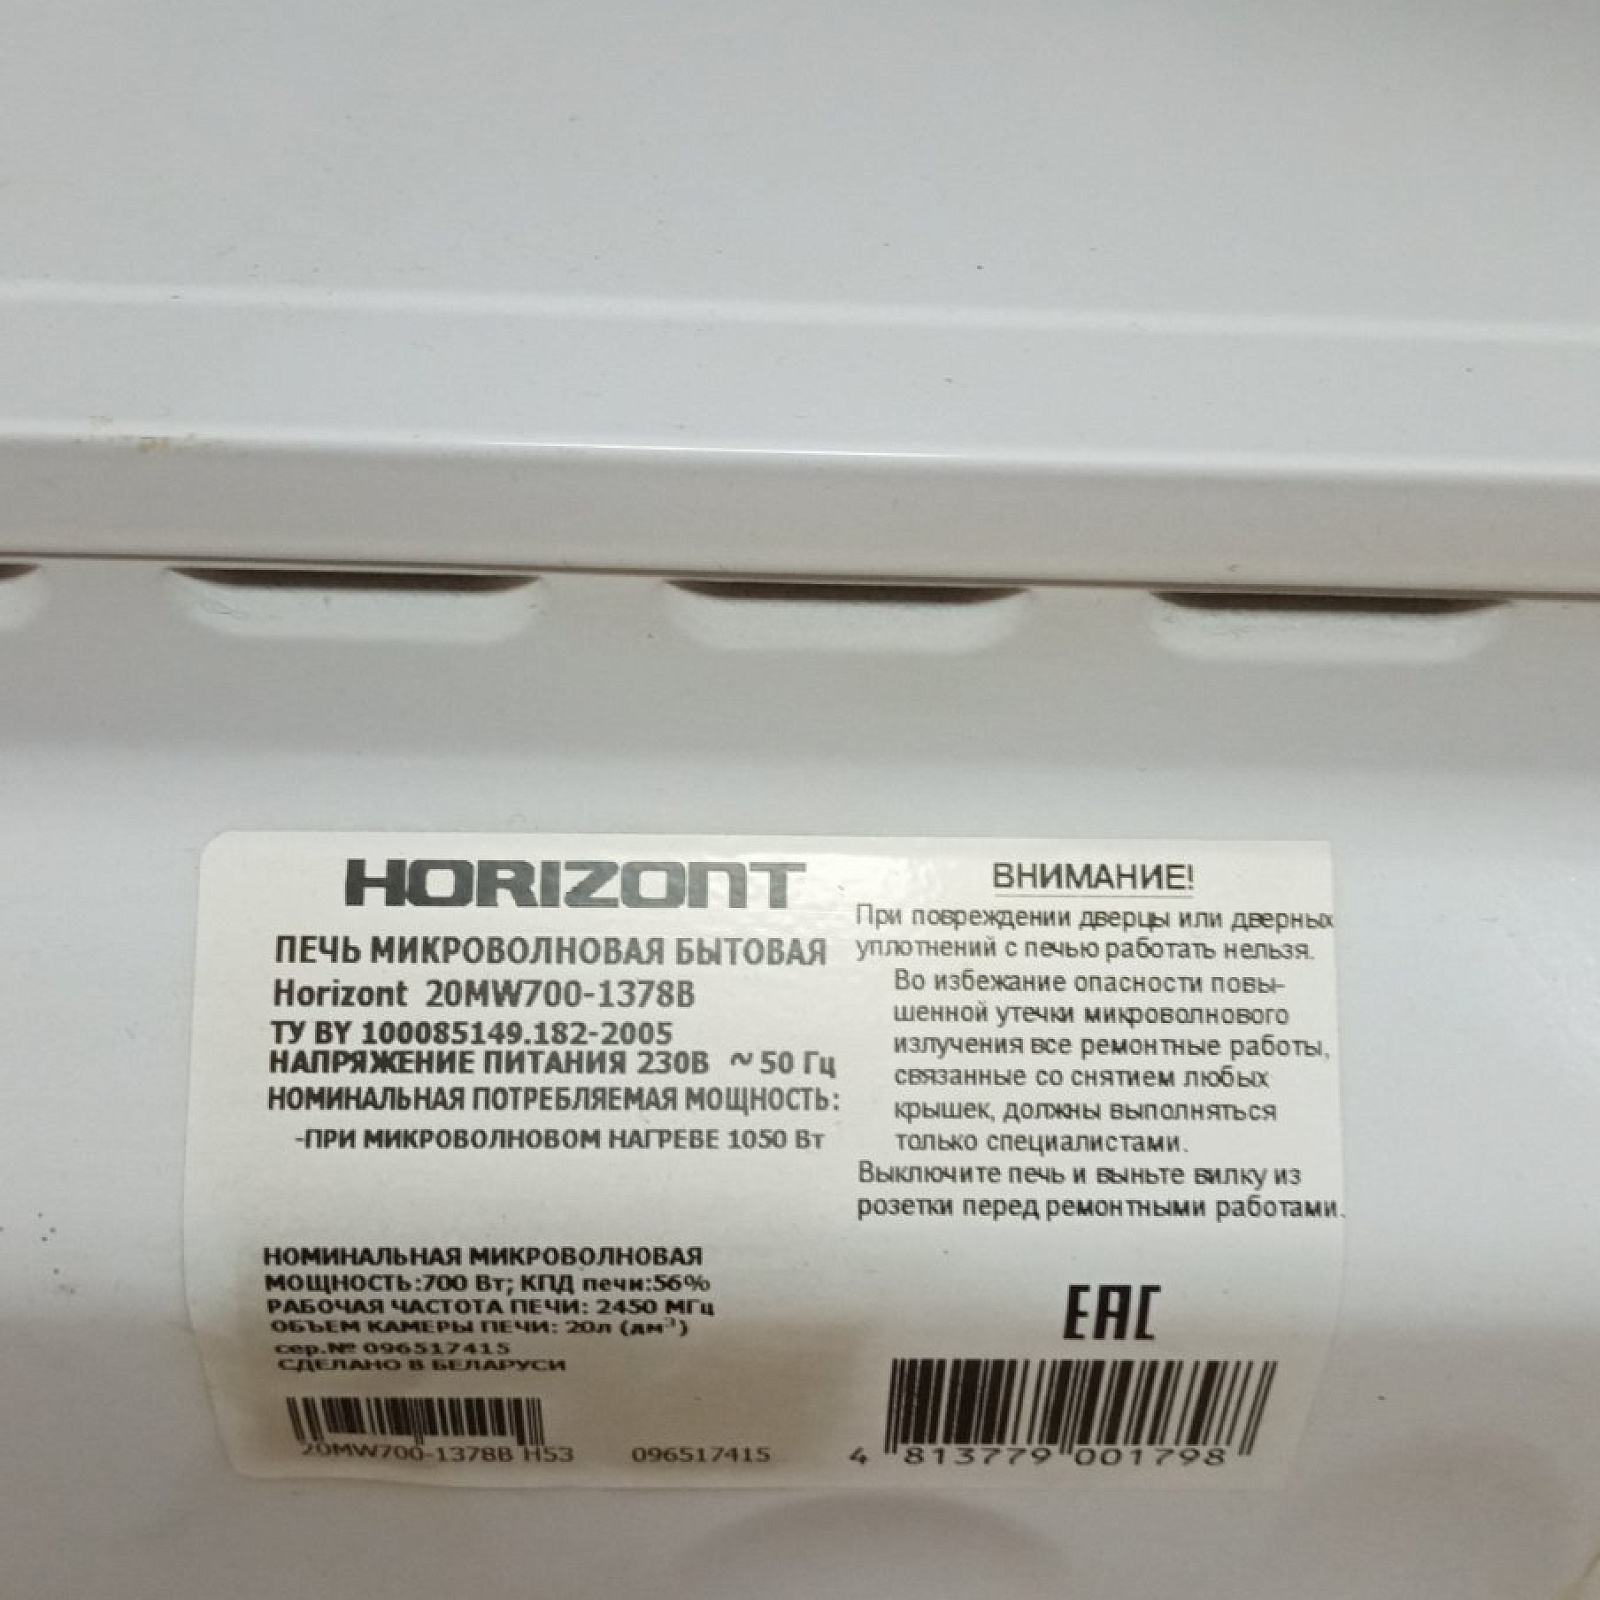 HORIZONT
ПЕЧЬ МИКРОВОЛНОВАЯ БЫТОВАЯ
Horizont 20MW700-1378B
ТУ BY 100085149.182-2005
НАПРЯЖЕНИЕ ПИТАНИЯ 230В ~ 50 Гц
НОМИНАЛЬНАЯ ПОТРЕБЛЯЕМАЯ МОЩНОСТЬ:
-ПРИ МИКРОВОЛНОВОМ НАГРЕВЕ 1050 Вт
НОМИНАЛЬНАЯ МИКРОВОЛНОВАЯ
МОЩНОСТЬ:700 Вт; КПД печи:56%
РАБОЧАЯ ЧАСТОТА ПЕЧИ: 2450 МГц
ОБЪЕМ КАМЕРЫ ПЕЧИ: 20л (дм³)
сер.№ 096517415
СДЕЛАНО В БЕЛАРУСИ
20MW700-1378B H53 096517415
ВНИМАНИЕ!
При повреждении дверцы или дверных
уплотнений с печью работать нельзя.
Во избежание опасности повы-
шенной утечки микроволнового
излучения все ремонтные работы,
связанные со снятием любых
крышек, должны выполняться
только специалистами.
Выключите печь и выньте вилку из
розетки перед ремонтными работами.
EAC
4 813779 001798